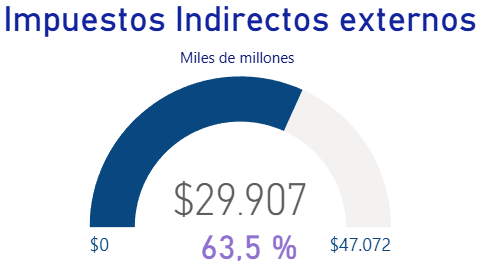 Impuestos Indirectos externos
Miles de millones
$29.907
$0
63,5 %
$47.072